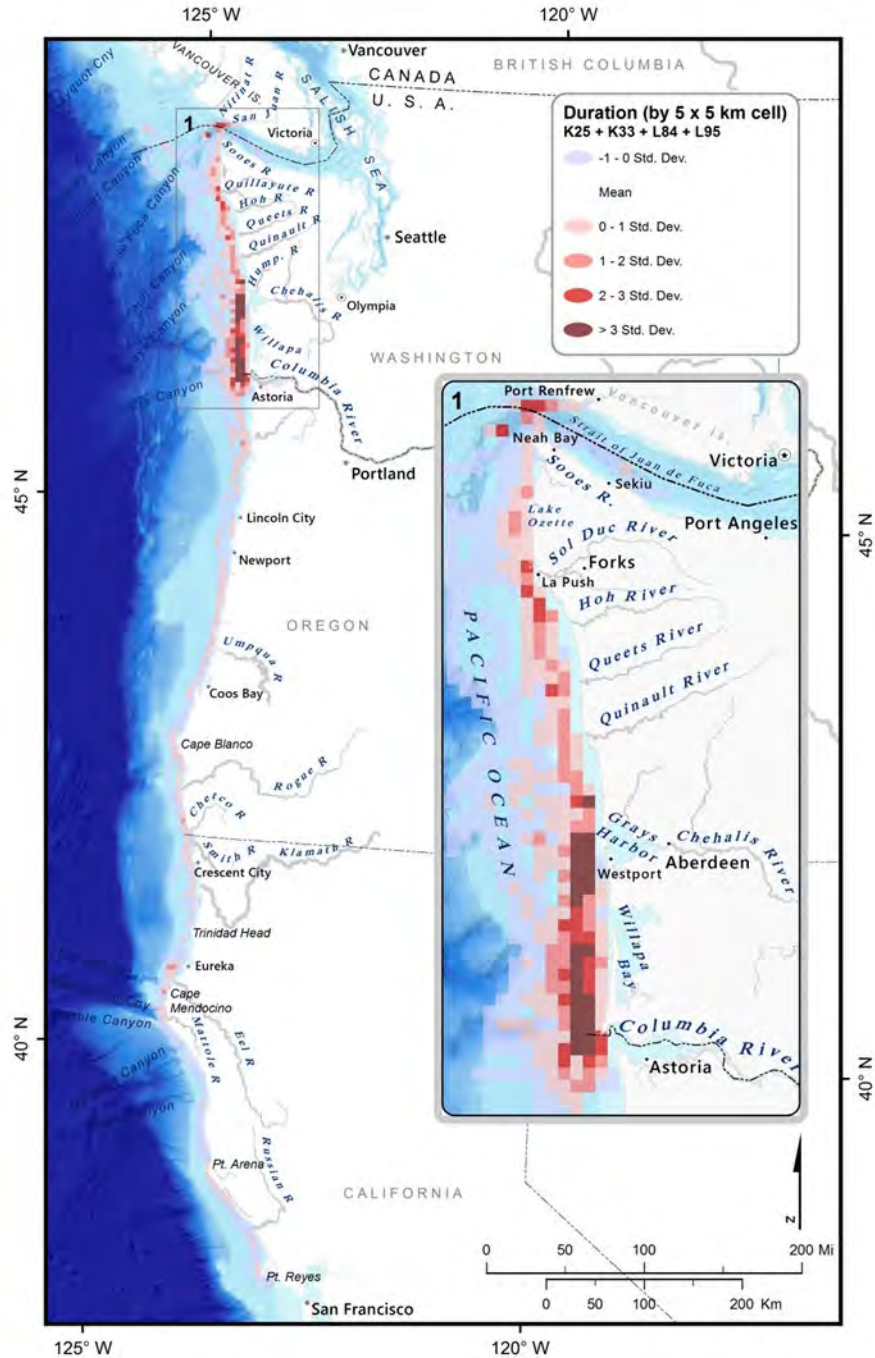 125° W
120° W
Vancouver
CANADA
U. S. A.
BRITISH COLUMBIA
VANCOUVER IS.
Nitinat R
San Juan R
SALISH SEA
1
Victoria
Sooes R
Quillayute R
Hoh R
Queets R
Quinault R
Hump. R
Chehalis R
Seattle
Olympia
Willapa
Columbia River
WASHINGTON
Astoria
Portland
45° N
Lincoln City
Newport
OREGON
Umpqua R
Coos Bay
Cape Blanco
Rogue R
Chetco R
Smith R
Klamath R
Crescent City
Trinidad Head
Eureka
Cape
Mendocino
40° N
Mattole R
Eel R
Russian R
Pt. Arena
CALIFORNIA
Pt. Reyes
San Francisco
Duration (by 5 x 5 km cell)
K25 + K33 + L84 + L95
-1 - 0 Std. Dev.
Mean
0 - 1 Std. Dev.
1 - 2 Std. Dev.
2 - 3 Std. Dev.
> 3 Std. Dev.
1
Port Renfrew
Vancouver Is.
Neah Bay
Strait of Juan de Fuca
Victoria
Sooes R.
Sekiu
Port Angeles
Lake
Ozette
Sol Duc River
Forks
La Push
Hoh River
PACIFIC OCEAN
Queets River
Quinault River
Grays
Harbor
Chehalis River
Aberdeen
Westport
Willapa
Bay
Columbia River
Astoria
45° N
40° N
N
0 50 100 200 Mi
0 50 100 200 Km
125° W
120° W